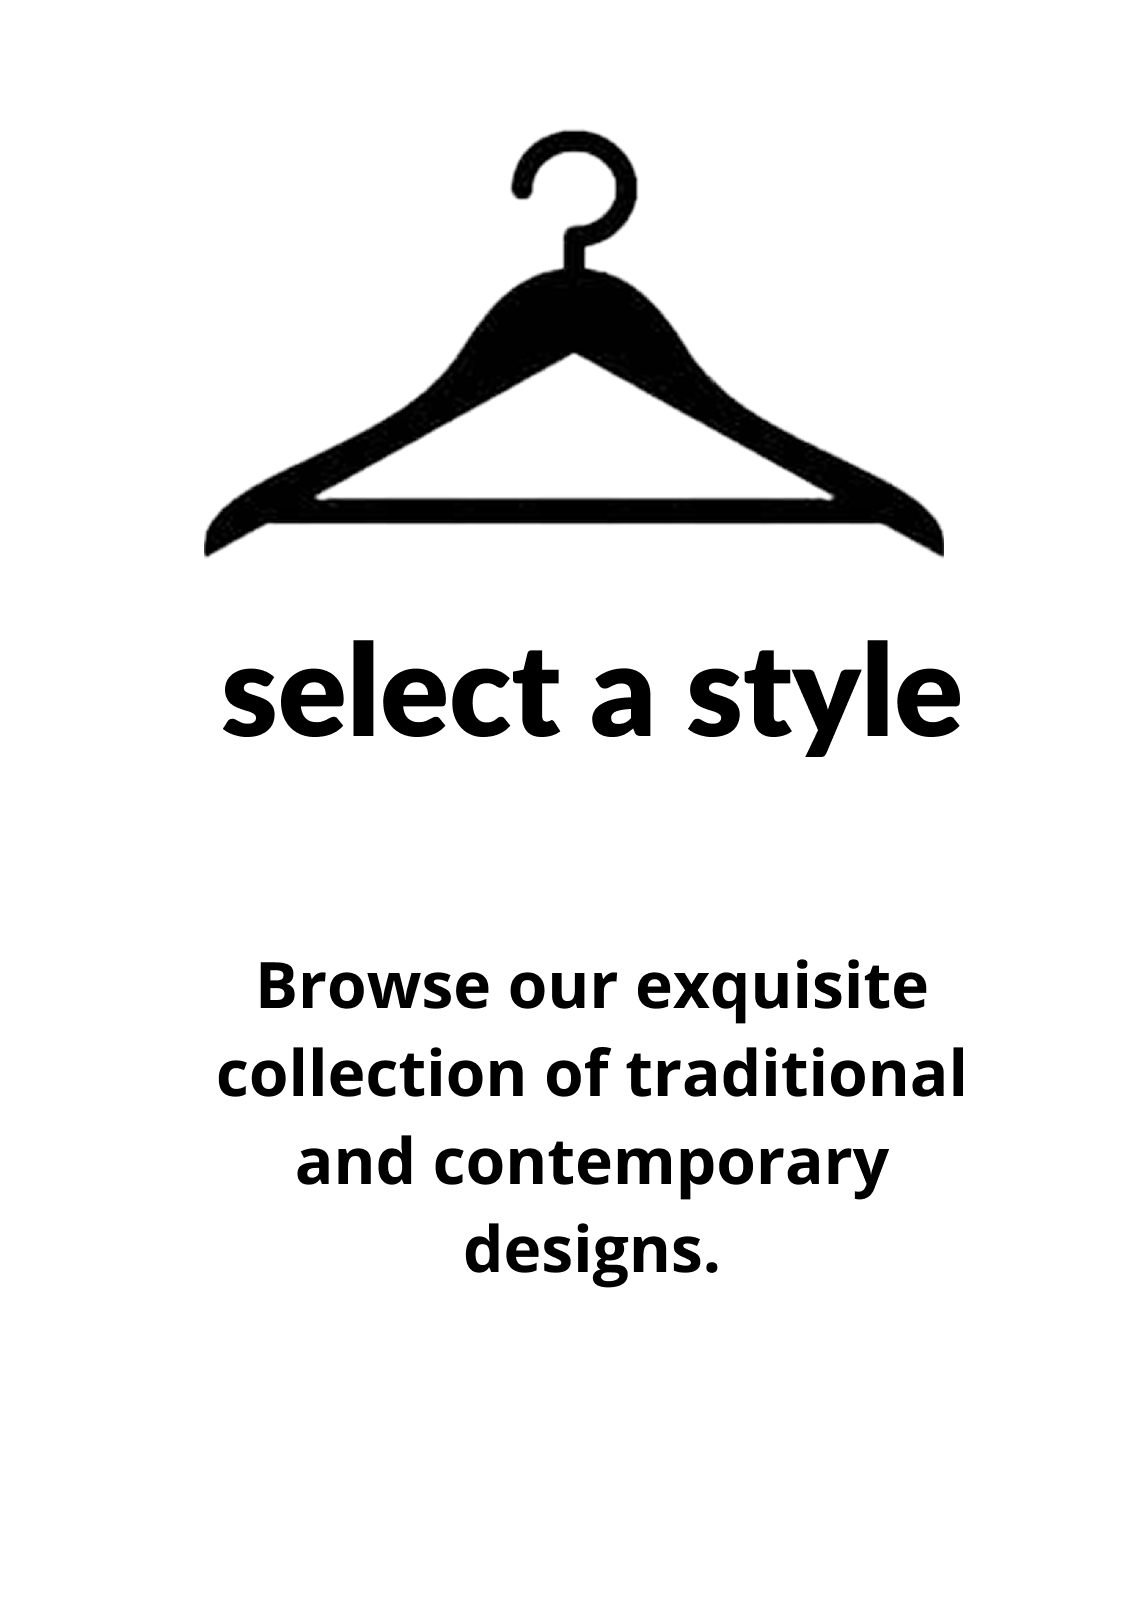 select a style
Browse our exquisite
collection of traditional
and contemporary
designs.